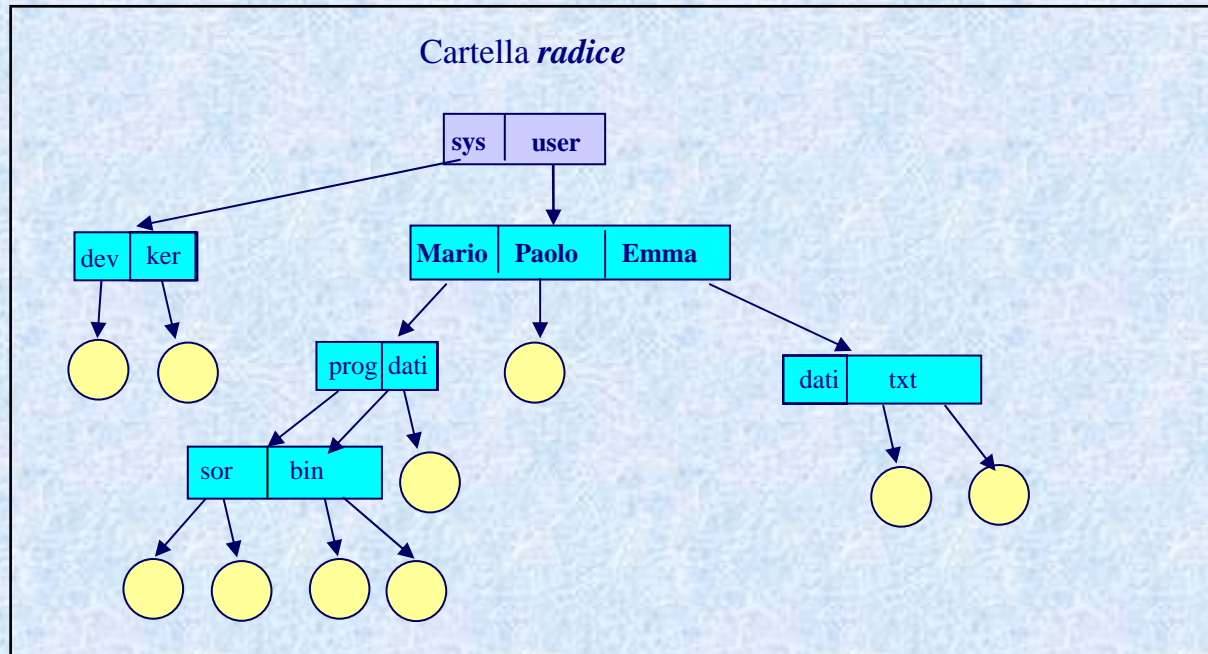 Cartella radice
sys user
dev ker Mario Paolo Emma
prog dati dati txt
sor bin